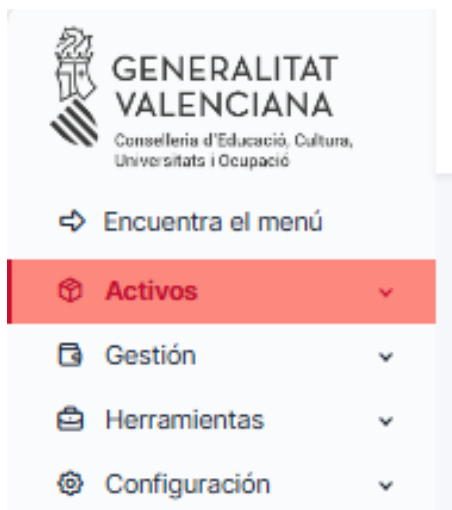 GENERALITAT
VALENCIANA
Conselleria d'Educació, Cultura,
Universitats i Ocupació
Encuentra el menú
Activos
Gestión
Herramientas
Configuración